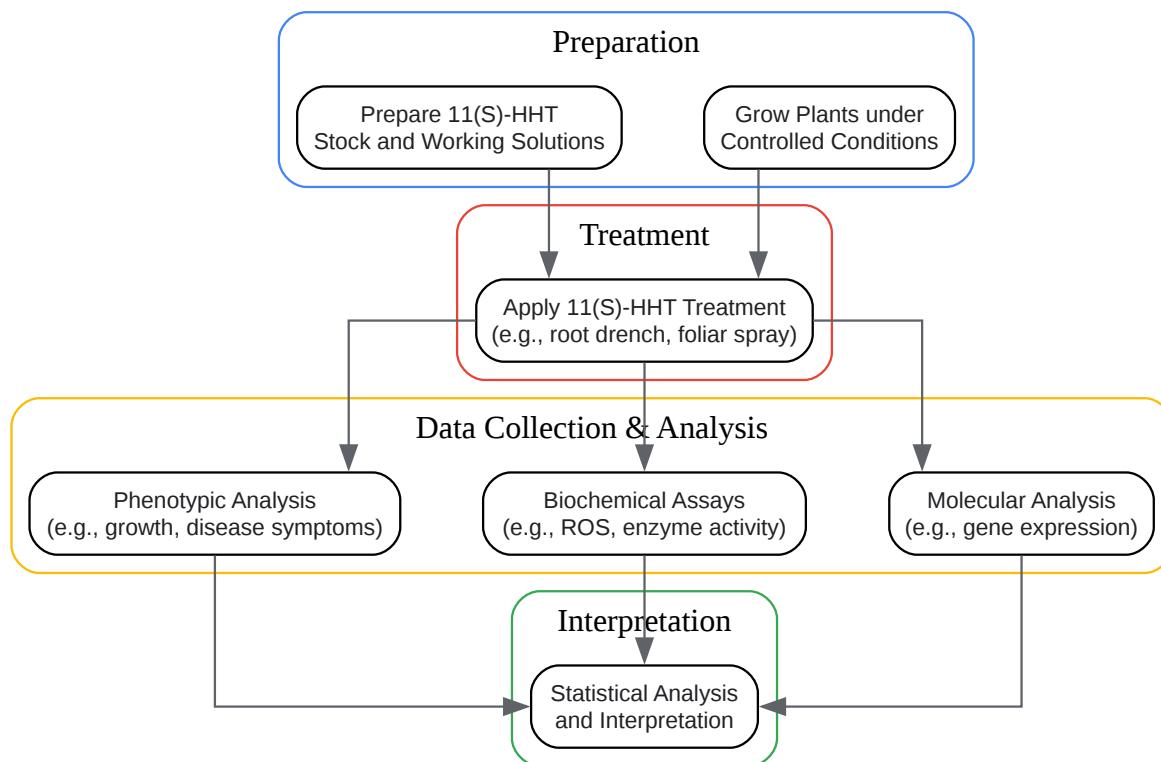 Preparation
Prepare 11(S)-HHT
Stock and Working Solutions
Grow Plants under
Controlled Conditions
Treatment
Apply 11(S)-HHT Treatment
(e.g., root drench, foliar spray)
Data Collection & Analysis
Phenotypic Analysis
(e.g., growth, disease symptoms)
Biochemical Assays
(e.g., ROS, enzyme activity)
Molecular Analysis
(e.g., gene expression)
Interpretation
Statistical Analysis
and Interpretation